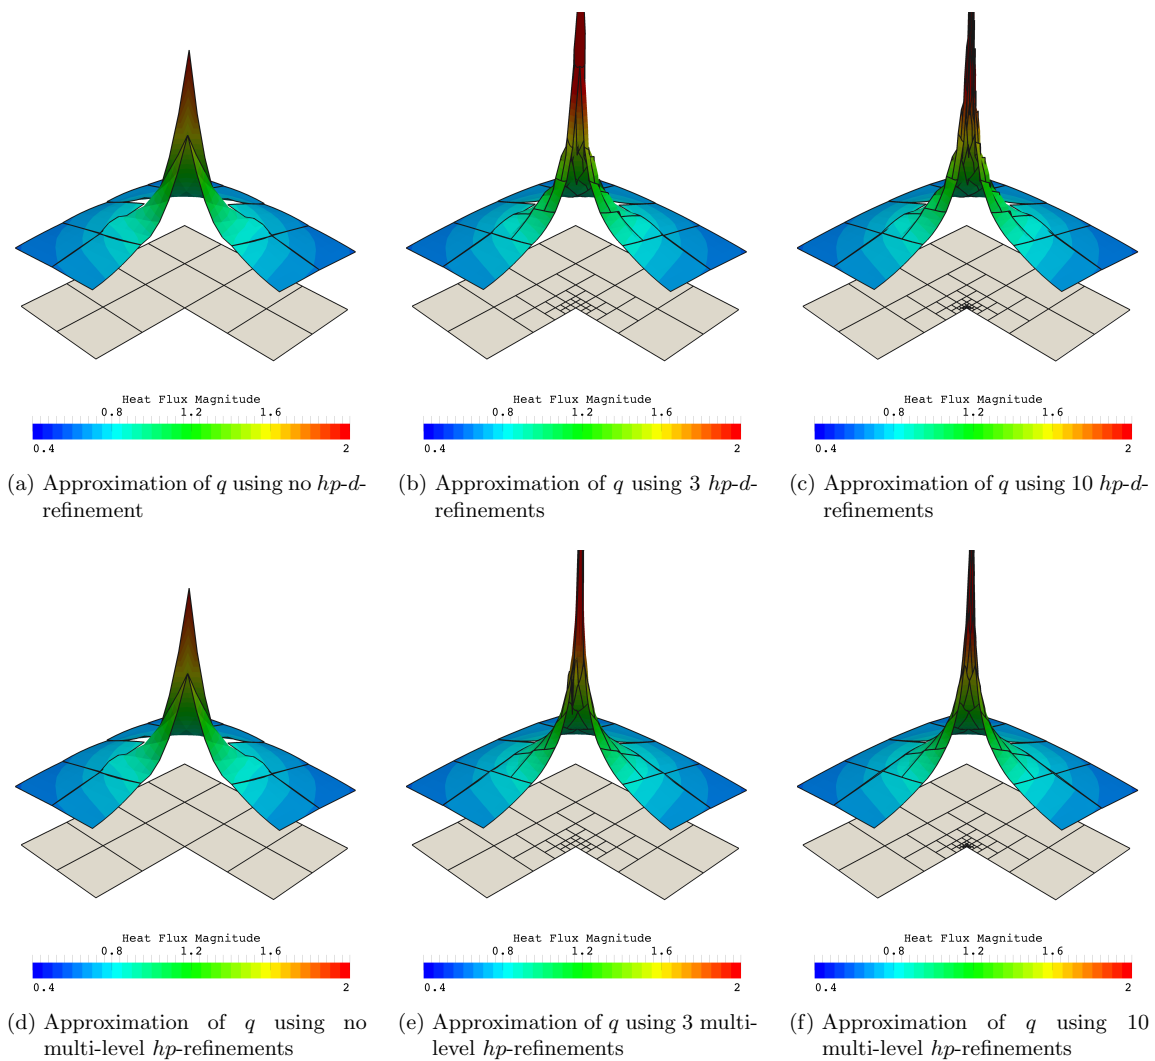 Heat Flux Magnitude
0.8 1.2 1.6
0.4 2
(a) Approximation of q using no hp-d-
refinement
Heat Flux Magnitude
0.8 1.2 1.6
0.4 2
(b) Approximation of q using 3 hp-d-
refinements
Heat Flux Magnitude
0.8 1.2 1.6
0.4 2
(c) Approximation of q using 10 hp-d-
refinements
Heat Flux Magnitude
0.8 1.2 1.6
0.4 2
(d) Approximation of q using no
multi-level hp-refinements
Heat Flux Magnitude
0.8 1.2 1.6
0.4 2
(e) Approximation of q using 3 multi-
level hp-refinements
Heat Flux Magnitude
0.8 1.2 1.6
0.4 2
(f) Approximation of q using 10
multi-level hp-refinements